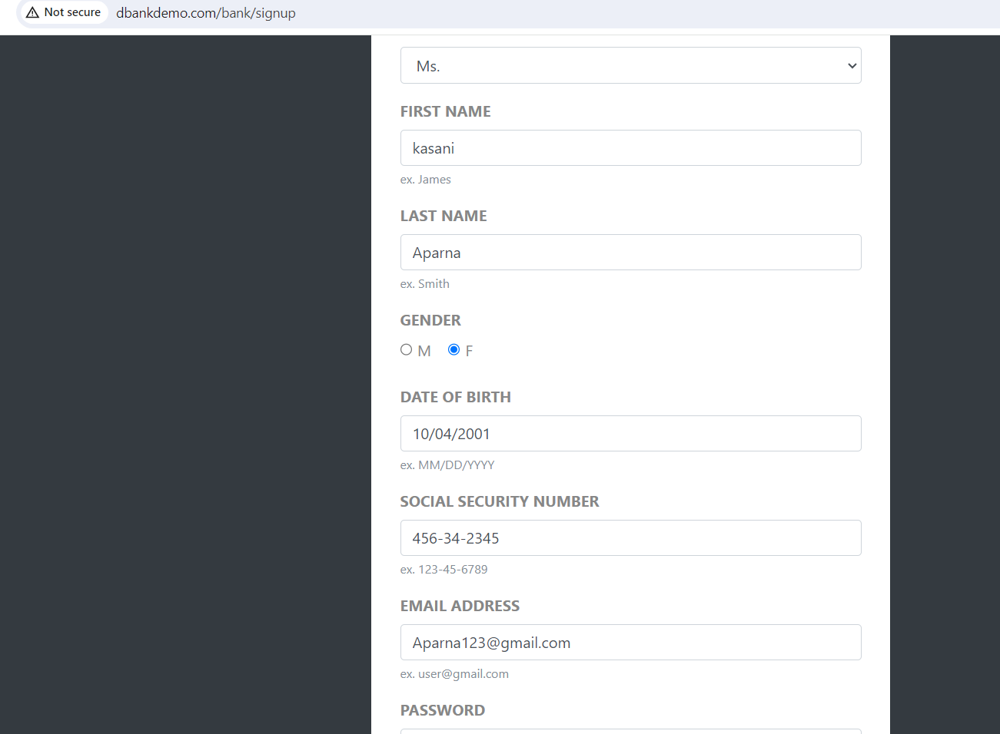 Not secure dbankdemo.com/bank/signup
Ms.
FIRST NAME
kasani
ex. James
LAST NAME
Aparna
ex. Smith
GENDER
M F
DATE OF BIRTH
10/04/2001
ex. MM/DD/YYYY
SOCIAL SECURITY NUMBER
456-34-2345
ex. 123-45-6789
EMAIL ADDRESS
Aparna123@gmail.com
ex. user@gmail.com
PASSWORD